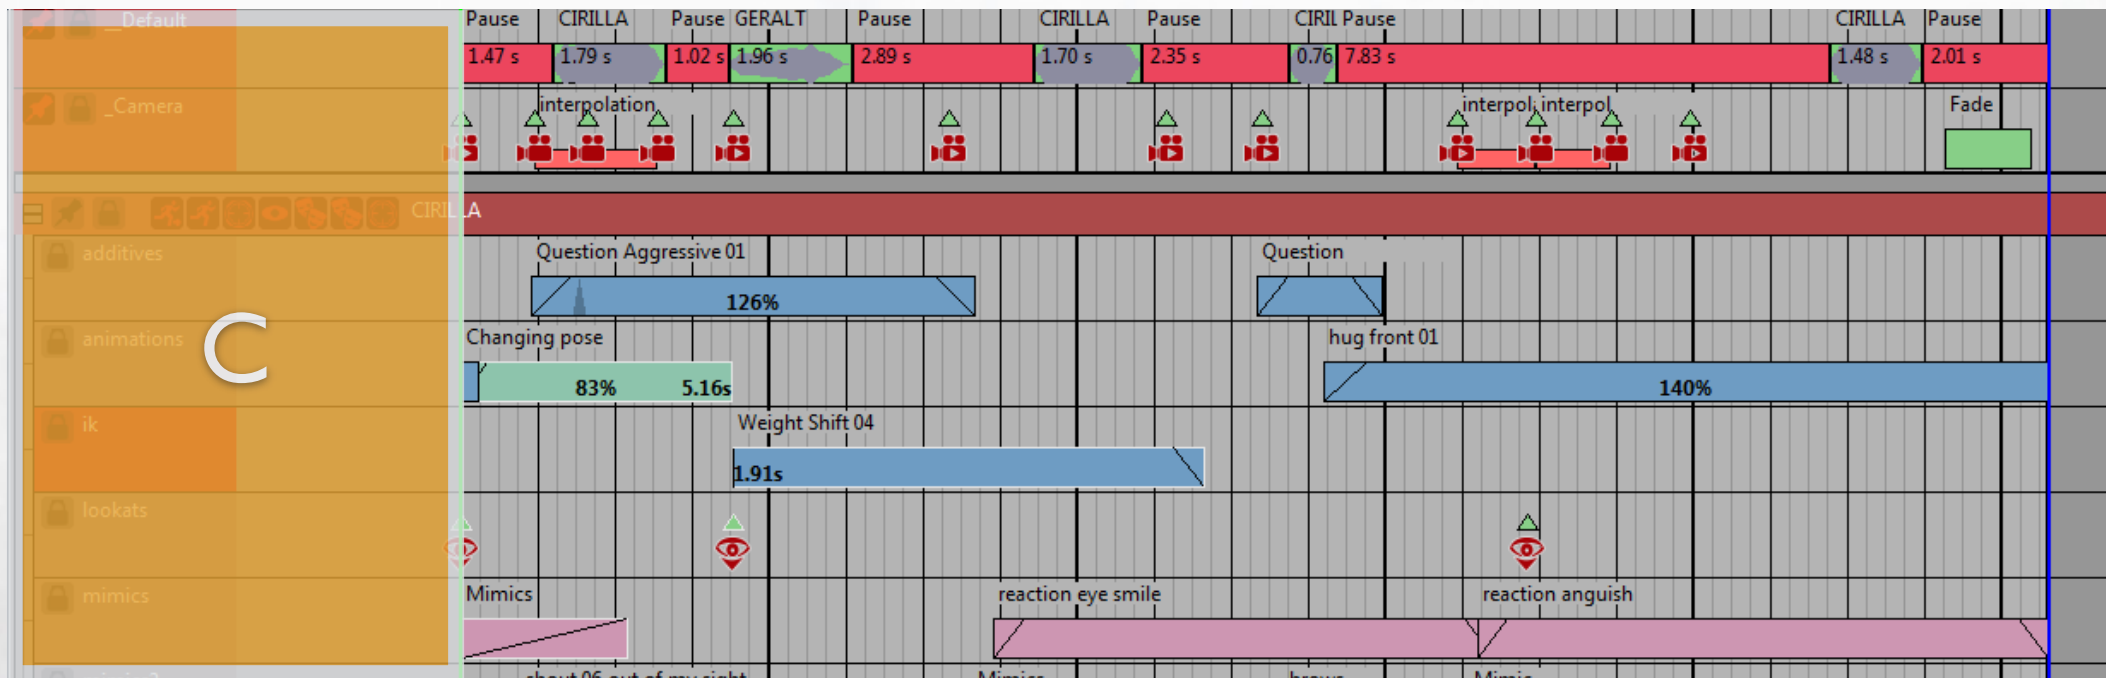 __Default Pause CIRILLA Pause GERALT Pause CIRILLA Pause CIRIL Pause CIRILLA Pause
1.47 s 1.79 s 1.02 s 1.96 s 2.89 s 1.70 s 2.35 s 0.76 7.83 s 1.48 s 2.01 s
_Camera interpolation interpol interpol Fade
CIRILLA
additives Question Aggressive 01 Question
126%
C
animations Changing pose hug front 01
83% 5.16s 140%
ik Weight Shift 04
1.91s
lookats
mimics Mimics reaction eye smile reaction anguish